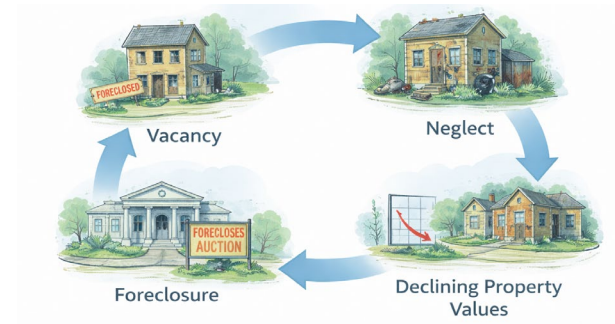 FORECLOSED
Vacancy
Neglect
FORECLOSES
AUCTION
Foreclosure
Declining Property
Values